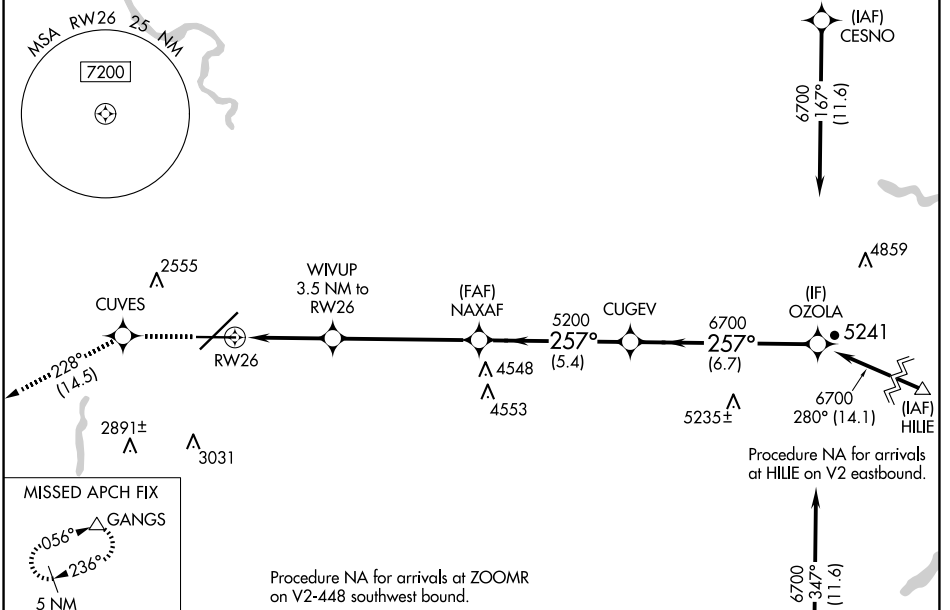 MSA RW26 25 NM
7200
(IAF)
CESNO
6700
167°
(11.6)
4859
2555
CUVES
WIVUP
3.5 NM to
RW26
(FAF)
NAXAF
CUGEV
(IF)
OZOLA
5241
5200
257°
(5.4)
6700
257°
(6.7)
RW26
228°
(14.5)
4548
4553
5235±
6700
280° (14.1)
(IAF)
HILIE
2891±
3031
Procedure NA for arrivals
at HILIE on V2 eastbound.
MISSED APCH FIX
GANGS
056°
236°
5 NM
Procedure NA for arrivals at ZOOMR
on V2-448 southwest bound.
6700
347°
(11.6)